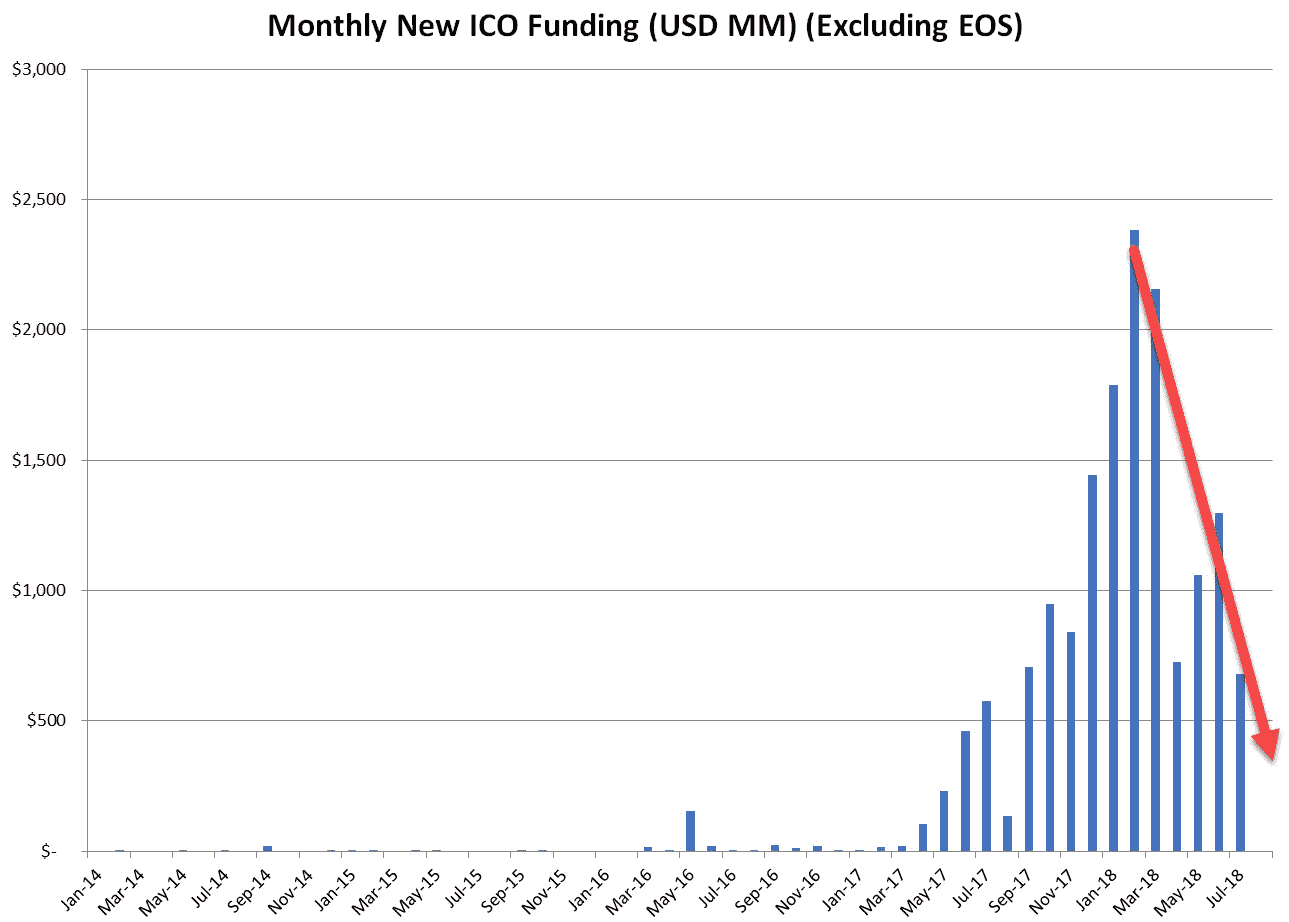 Monthly New ICO Funding (USD MM) (Excluding EOS)
$3,000
$2,500
$2,000
$1,500
$1,000
$500
$-
Jan-14
Mar-14
May-14
Jul-14
Sep-14
Nov-14
Jan-15
Mar-15
May-15
Jul-15
Sep-15
Nov-15
Jan-16
Mar-16
May-16
Jul-16
Sep-16
Nov-16
Jan-17
Mar-17
May-17
Jul-17
Sep-17
Nov-17
Jan-18
Mar-18
May-18
Jul-18